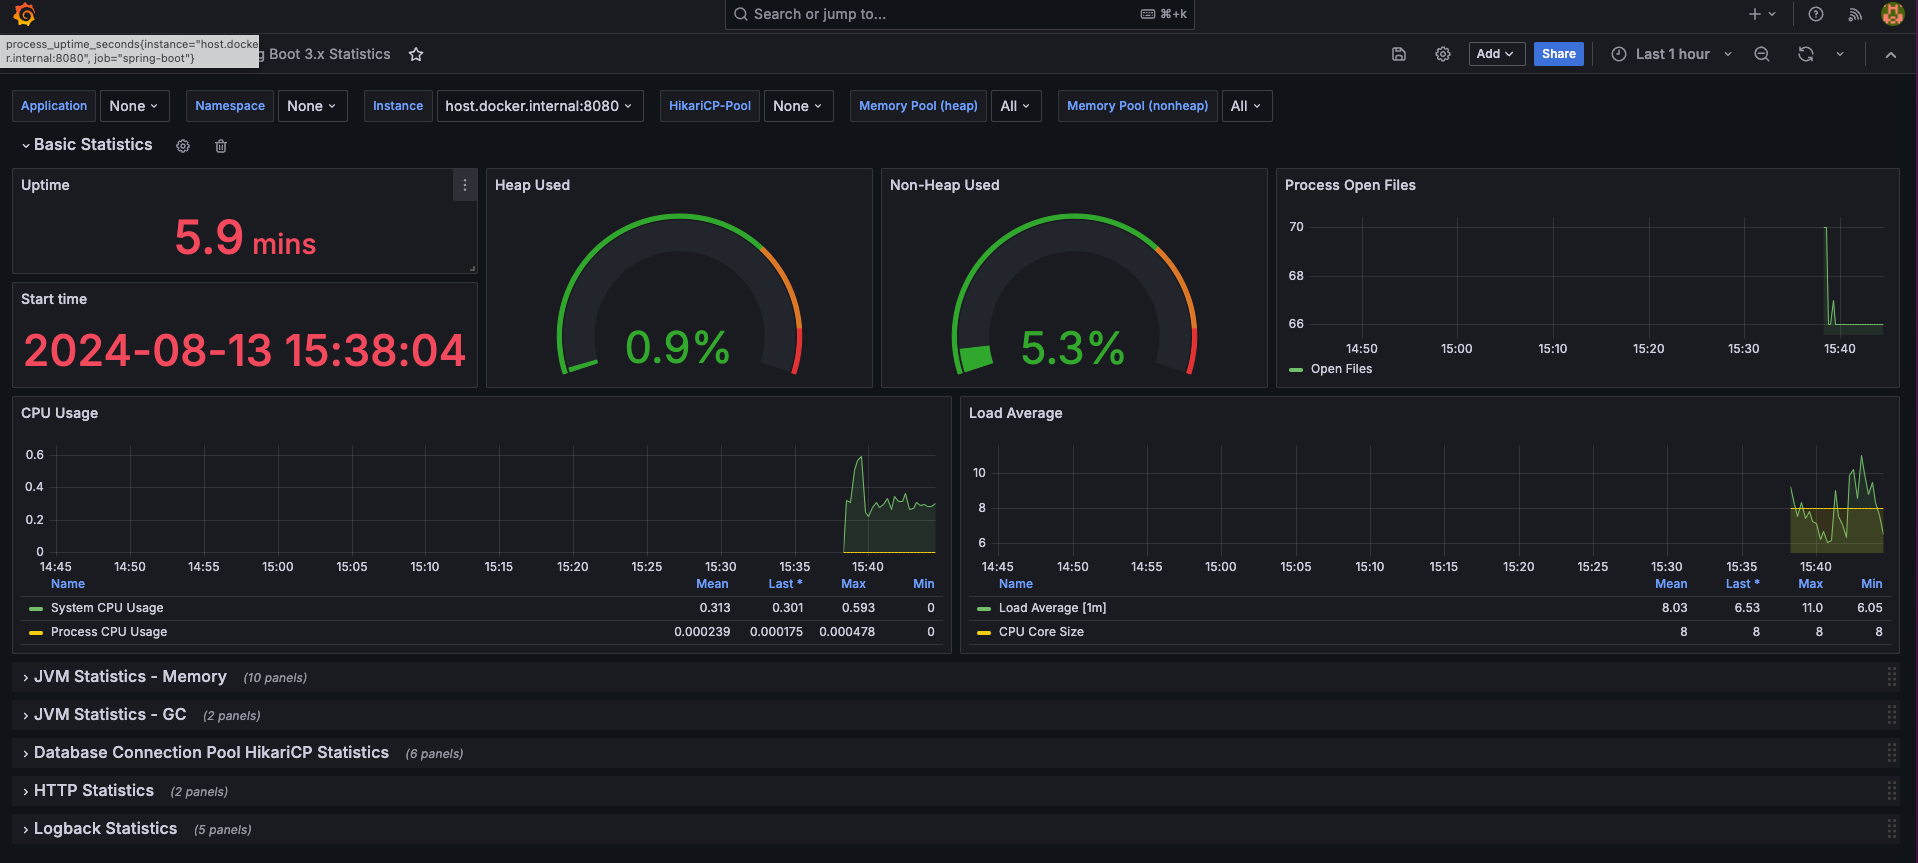 Search or jump to...
⌘+k
process_uptime_seconds{instance="host.docke
r.internal:8080", job="spring-boot"}
g Boot 3.x Statistics
Add
Share
Last 1 hour
Application
None
Namespace
None
Instance
host.docker.internal:8080
HikariCP-Pool
None
Memory Pool (heap)
All
Memory Pool (nonheap)
All
Basic Statistics
Uptime
5.9 mins
Start time
2024-08-13 15:38:04
Heap Used
0.9%
Non-Heap Used
5.3%
Process Open Files
70
68
66
14:50 15:00 15:10 15:20 15:30 15:40
Open Files
CPU Usage
0.6
0.4
0.2
0
14:45 14:50 14:55 15:00 15:05 15:10 15:15 15:20 15:25 15:30 15:35 15:40
Name Mean Last * Max Min
System CPU Usage 0.313 0.301 0.593 0
Process CPU Usage 0.000239 0.000175 0.000478 0
Load Average
10
8
6
14:45 14:50 14:55 15:00 15:05 15:10 15:15 15:20 15:25 15:30 15:35 15:40
Name Mean Last * Max Min
Load Average [1m] 8.03 6.53 11.0 6.05
CPU Core Size 8 8 8 8
JVM Statistics - Memory (10 panels)
JVM Statistics - GC (2 panels)
Database Connection Pool HikariCP Statistics (6 panels)
HTTP Statistics (2 panels)
Logback Statistics (5 panels)